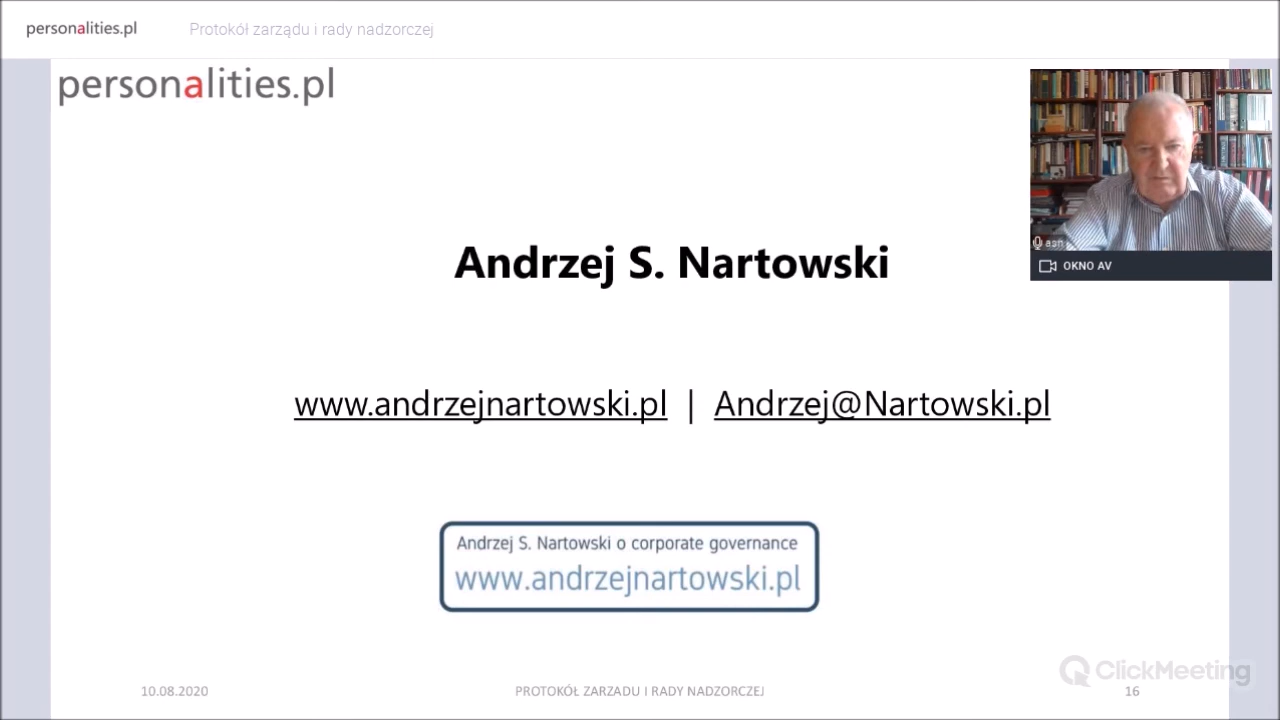 personalities.pl Protokół zarządu i rady nadzorczej
personalities.pl
asn
OKNO AV
Andrzej S. Nartowski
www.andrzejnartowski.pl | Andrzej@Nartowski.pl
Andrzej S. Nartowski o corporate governance
www.andrzejnartowski.pl
ClickMeeting
10.08.2020 PROTOKÓŁ ZARZADU I RADY NADZORCZEJ 16